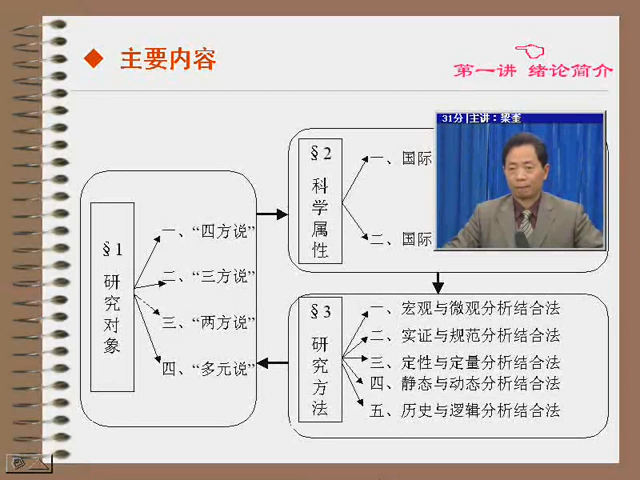 主要内容
第一讲 绪论简介
31分|主讲：梁奎
§1
研究对象
一、“四方说”
二、“三方说”
三、“两方说”
四、“多元说”
§2
科学属性
一、国际
二、国际
§3
研究方法
一、宏观与微观分析结合法
二、实证与规范分析结合法
三、定性与定量分析结合法
四、静态与动态分析结合法
五、历史与逻辑分析结合法